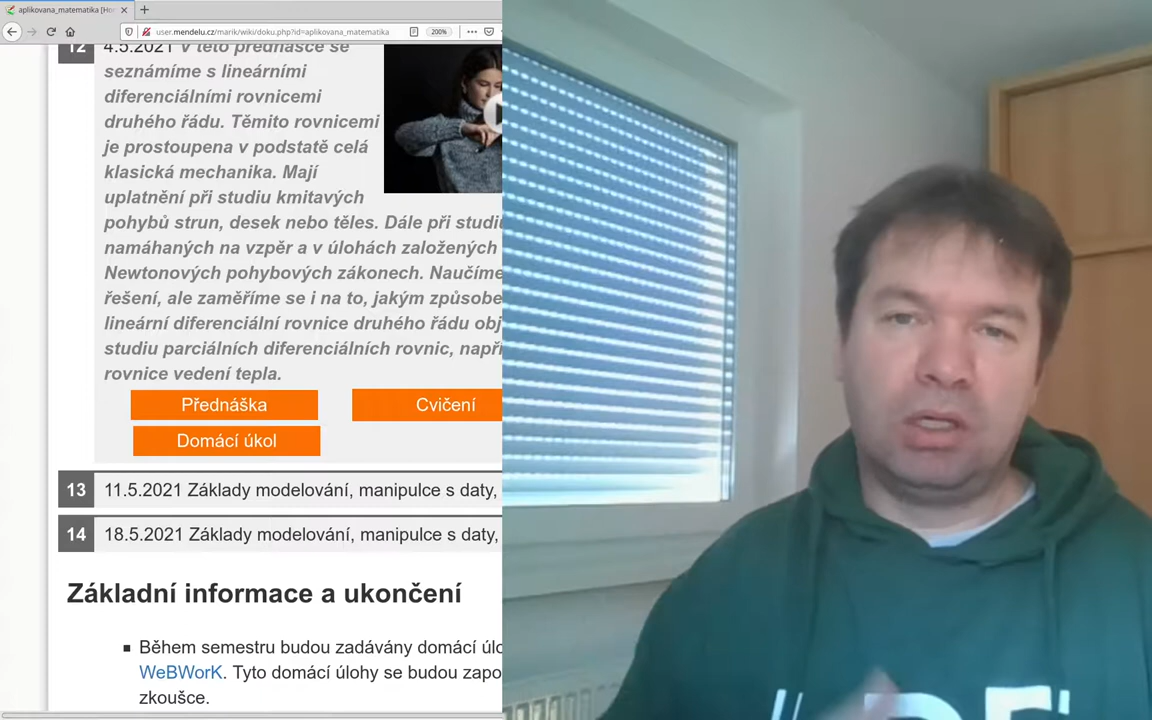 aplikovana_matematika [Ho
user.mendelu.cz/marik/wiki/doku.php?id=aplikovana_matematika
200%
12
4.5.2021 V této přednášce se
seznámíme s lineárními
diferenciálními rovnicemi
druhého řádu. Těmito rovnicemi
je prostoupena v podstatě celá
klasická mechanika. Mají
uplatnění při studiu kmitavých
pohybů strun, desek nebo těles. Dále při studi
namáhaných na vzpěr a v úlohách založených
Newtonových pohybových zákonech. Naučíme
řešení, ale zaměříme se i na to, jakým způsobe
lineární diferenciální rovnice druhého řádu obj
studiu parciálních diferenciálních rovnic, např
rovnice vedení tepla.
Přednáška
Cvičení
Domácí úkol
13 11.5.2021 Základy modelování, manipulce s daty,
14 18.5.2021 Základy modelování, manipulce s daty,
Základní informace a ukončení
Během semestru budou zadávány domácí úlo
WeBWorK. Tyto domácí úlohy se budou zapo
zkoušce.